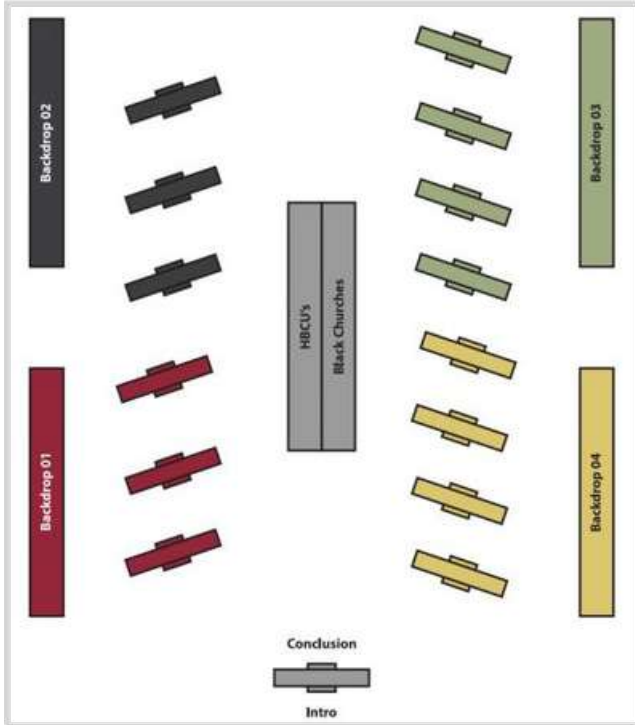 Backdrop 02
Backdrop 03
HBCU's
Black Churches
Backdrop 01
Backdrop 04
Conclusion
Intro